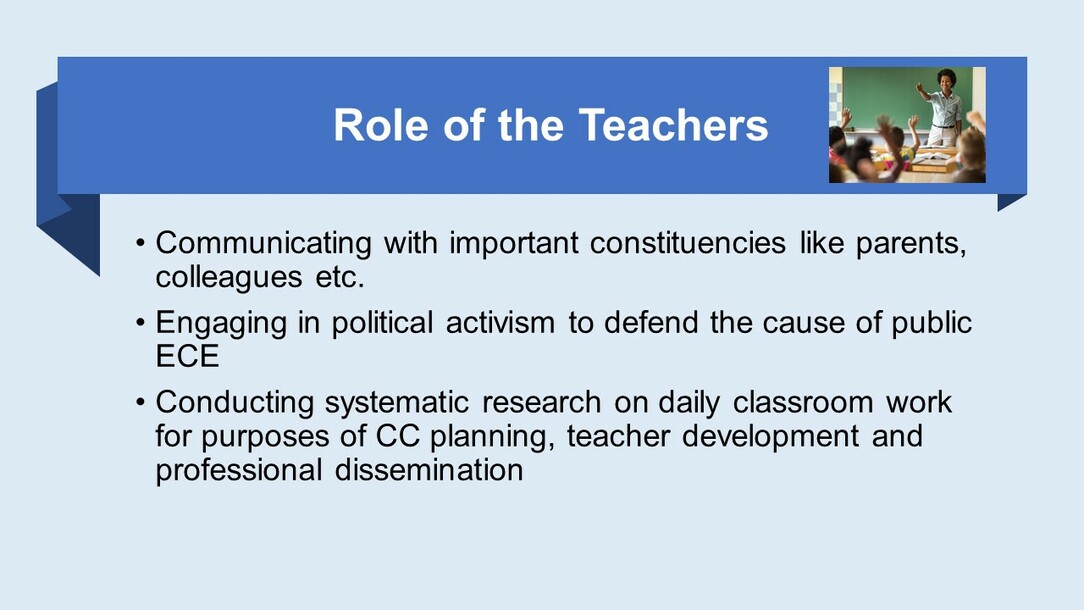 Role of the Teachers
• Communicating with important constituencies like parents,
colleagues etc.
• Engaging in political activism to defend the cause of public
ECE
• Conducting systematic research on daily classroom work
for purposes of CC planning, teacher development and
professional dissemination